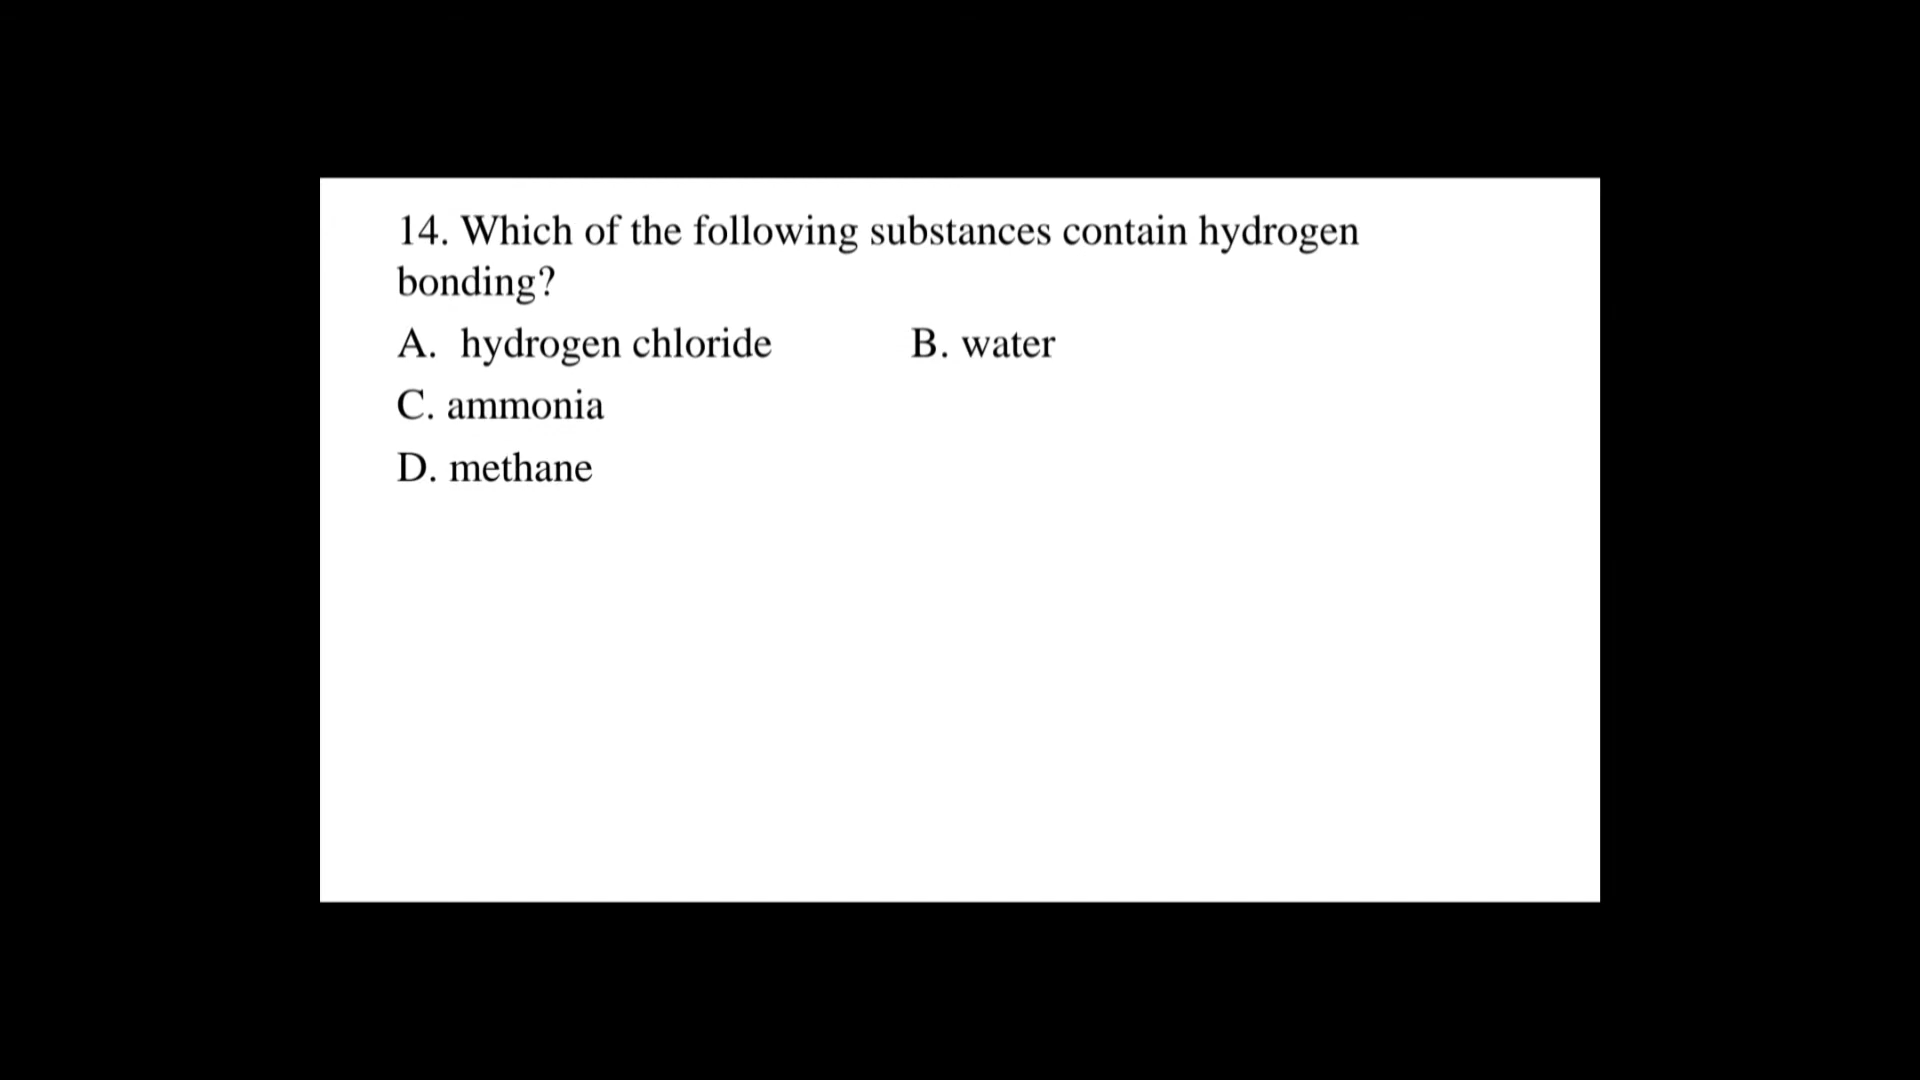 14. Which of the following substances contain hydrogen
bonding?
A. hydrogen chloride B. water
C. ammonia
D. methane